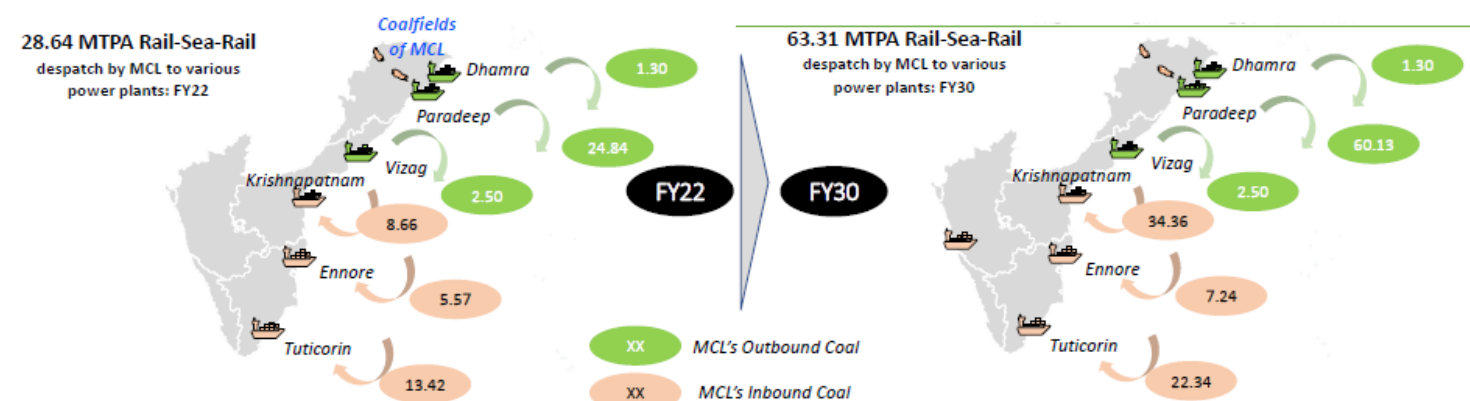 28.64 MTPA Rail-Sea-Rail
despatch by MCL to various
power plants: FY22
Coalfields
of MCL
Dhamra
1.30
Paradeep
24.84
Vizag
2.50
Krishnapatnam
8.66
Ennore
5.57
Tuticorin
13.42
FY22
FY30
63.31 MTPA Rail-Sea-Rail
despatch by MCL to various
power plants: FY30
Dhamra
1.30
Paradeep
60.13
Vizag
2.50
Krishnapatnam
34.36
Ennore
7.24
Tuticorin
22.34
XX MCL's Outbound Coal
XX MCL's Inbound Coal